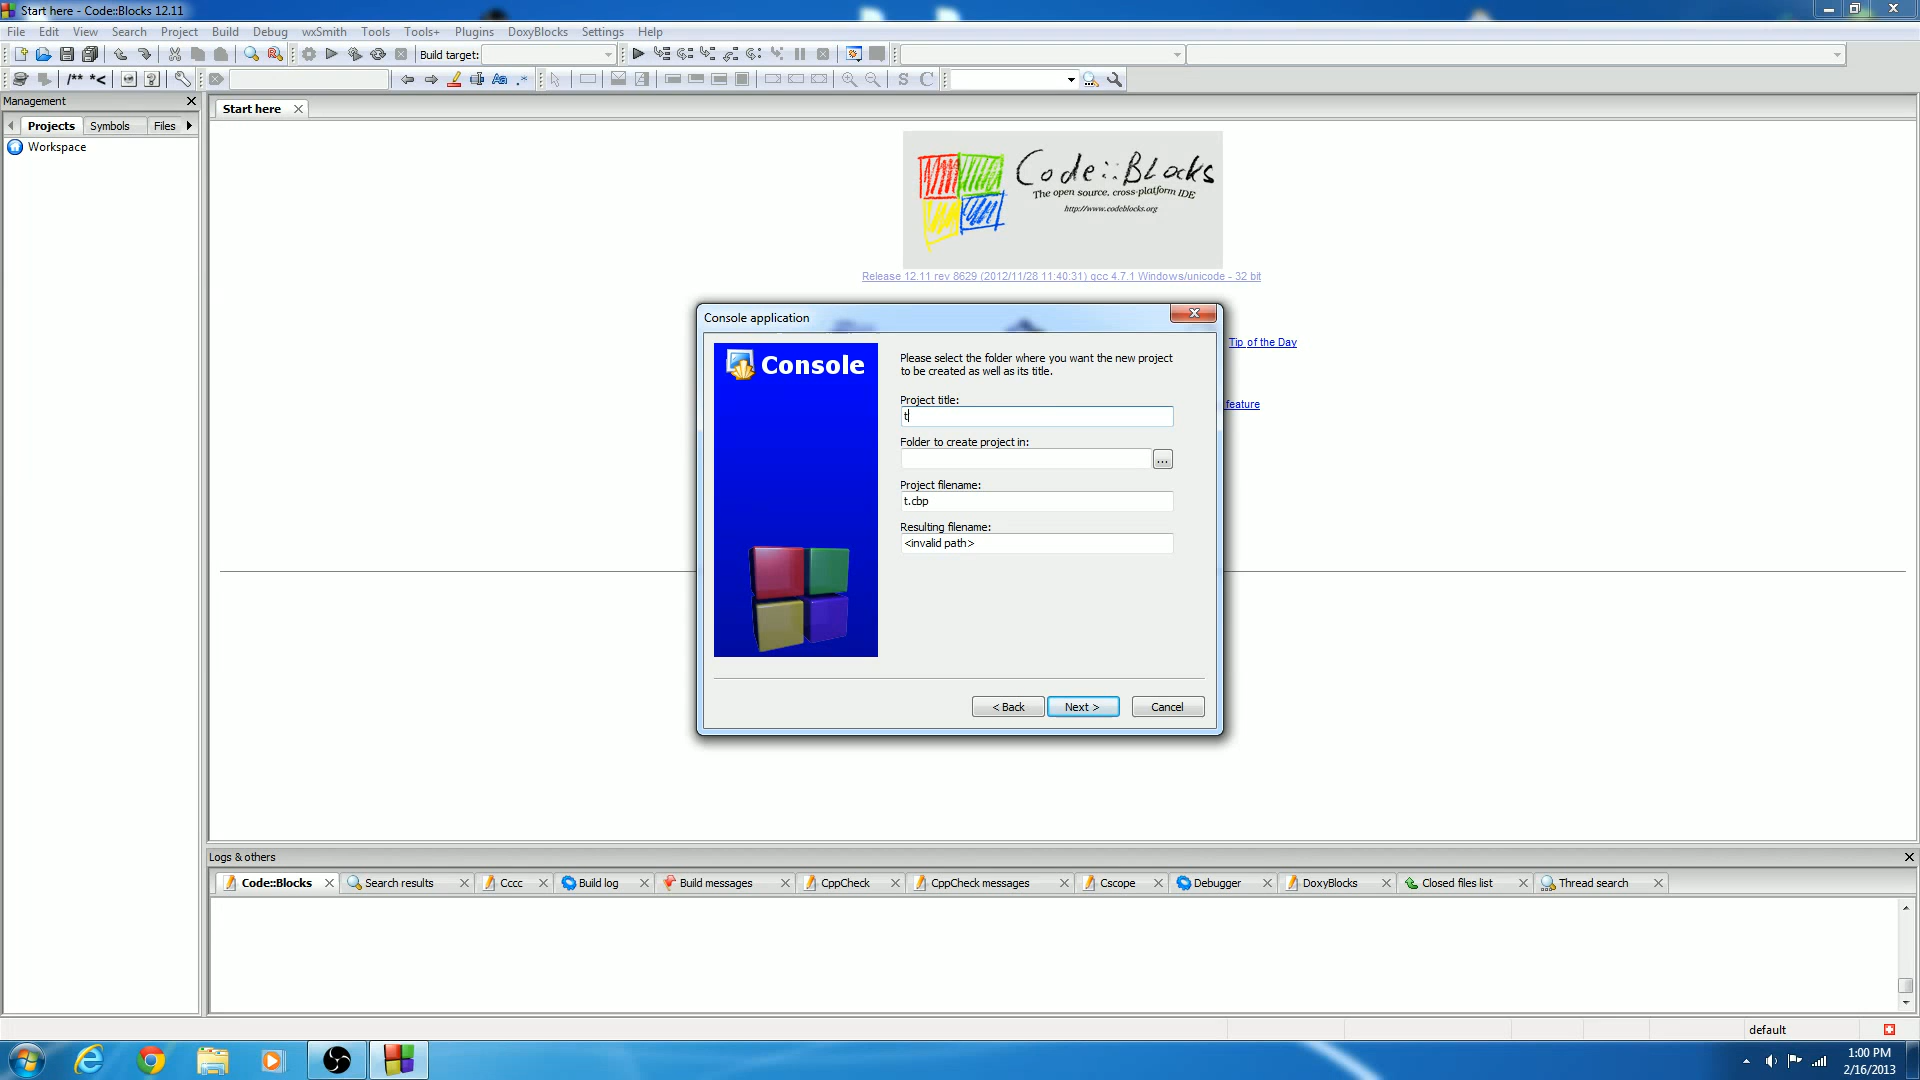 Start here - Code::Blocks 12.11
File Edit View Search Project Build Debug wxSmith Tools Tools+ Plugins DoxyBlocks Settings Help
Build target:
/** *<
Aa .*
S C
Management
Projects Symbols Files
Workspace
Start here
Code::Blocks
The open source, cross-platform IDE
http://www.codeblocks.org
Release 12.11 rev 8629 (2012/11/28 11:40:31) gcc 4.7.1 Windows/unicode - 32 bit
Tip of the Day
feature
Console application
Console
Please select the folder where you want the new project
to be created as well as its title.
Project title:
t
Folder to create project in:
...
Project filename:
t.cbp
Resulting filename:
<invalid path>
< Back Next > Cancel
Logs & others
Code::Blocks Search results Cccc Build log Build messages CppCheck CppCheck messages Cscope Debugger DoxyBlocks Closed files list Thread search
default
1:00 PM
2/16/2013